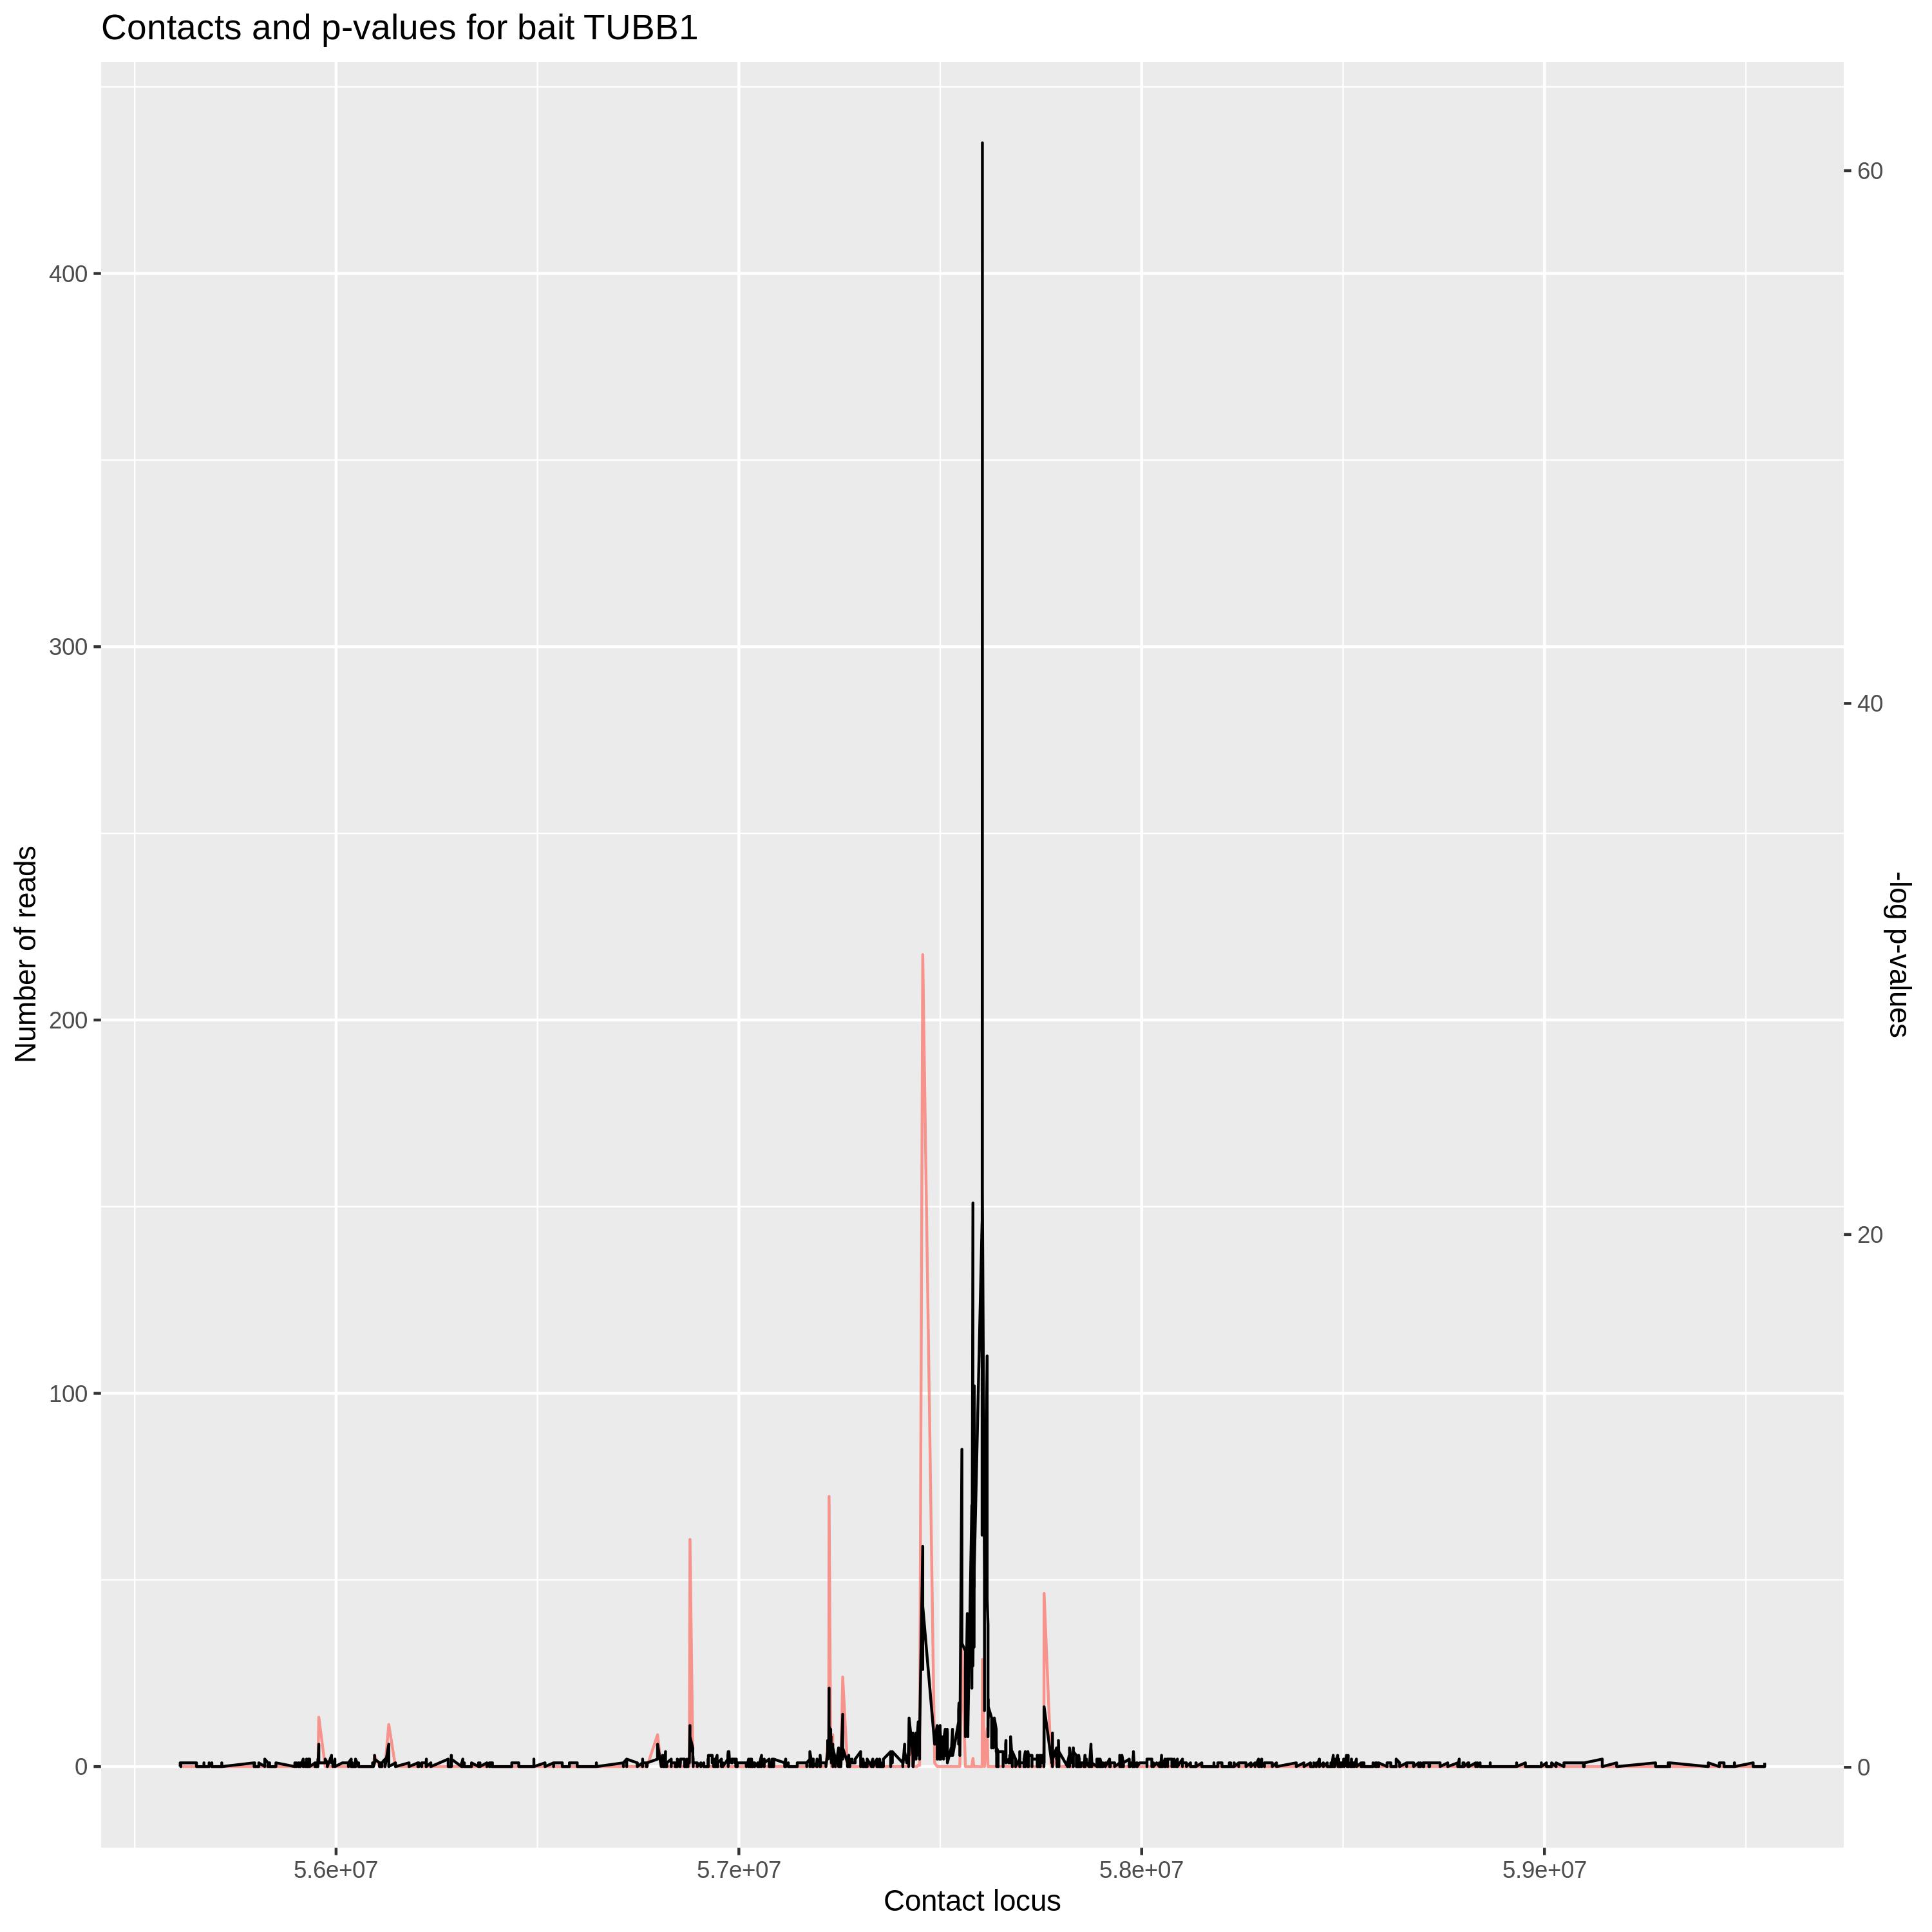 Contacts and p-values for bait TUBB1
Number of reads
400
300
200
100
0
60
40
20
0
-log p-values
5.6e+07
5.7e+07
5.8e+07
5.9e+07
Contact locus